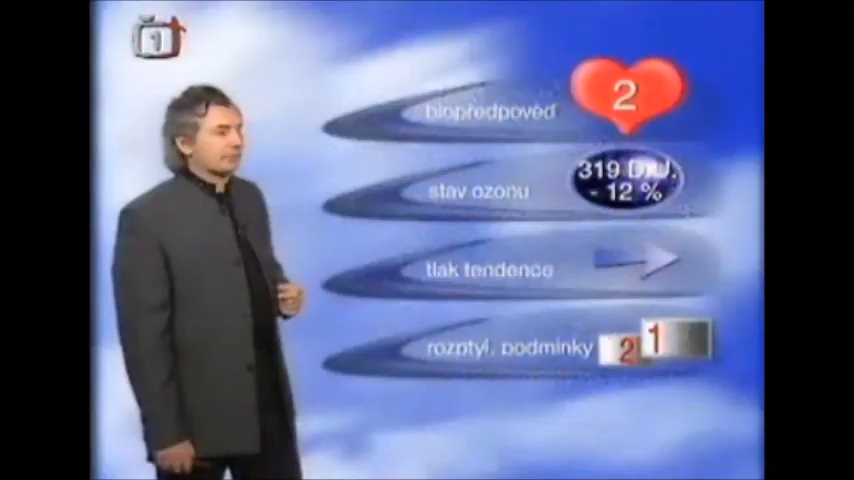 1
biopředpověď 2
stav ozonu 319 D.U.
- 12 %
tlak tendence
rozptyl. podmínky 2 1